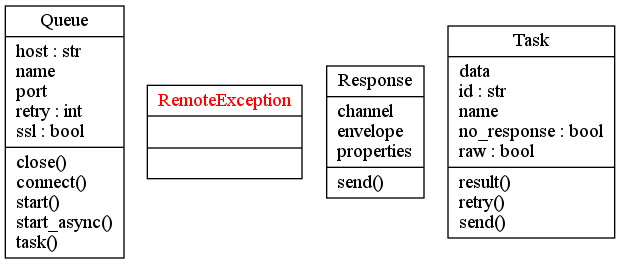 Queue
host : str
name
port
retry : int
ssl : bool
close()
connect()
start()
start_async()
task()
RemoteException
Response
channel
envelope
properties
send()
Task
data
id : str
name
no_response : bool
raw : bool
result()
retry()
send()